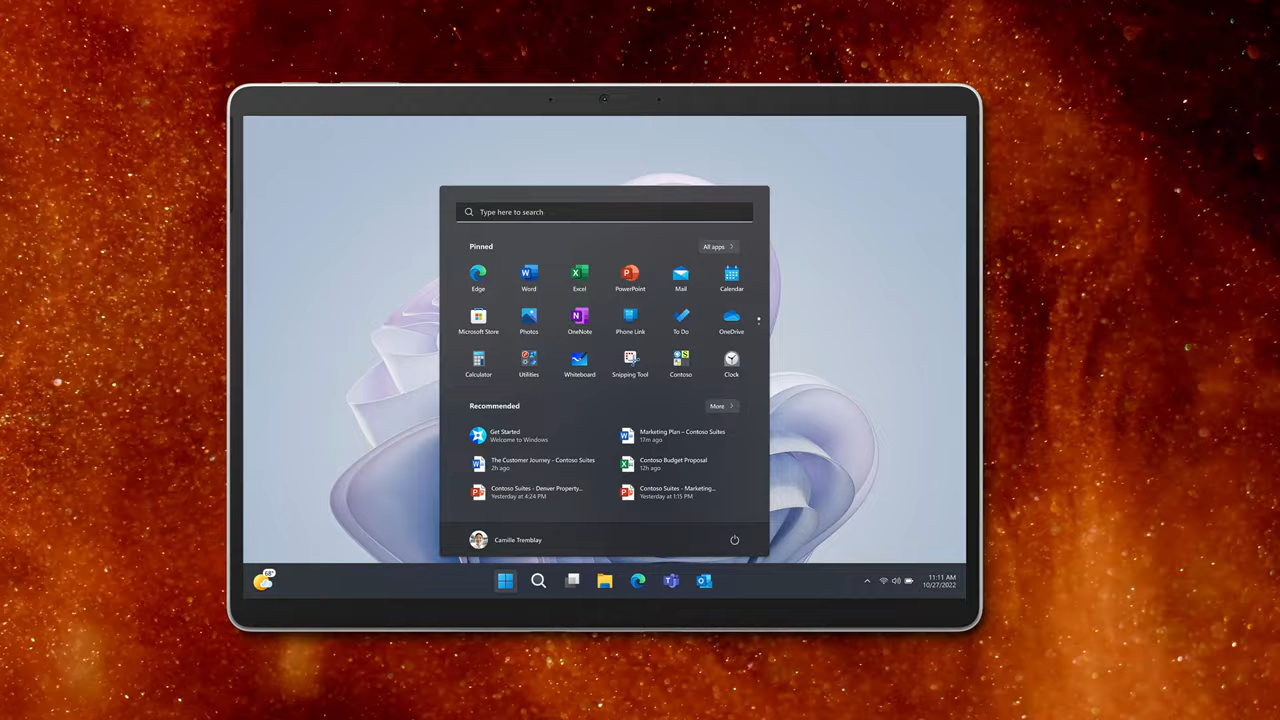 Type here to search
Pinned
All apps
Edge
Word
Excel
PowerPoint
Mail
Calendar
Microsoft Store
Photos
OneNote
Phone Link
To Do
OneDrive
Calculator
Utilities
Whiteboard
Snipping Tool
Contoso
Clock
Recommended
More
Get Started
Welcome to Windows
Marketing Plan – Contoso Suites
17m ago
The Customer Journey - Contoso Suites
2h ago
Contoso Budget Proposal
12h ago
Contoso Suites - Denver Property...
Yesterday at 4:24 PM
Contoso Suites - Marketing...
Yesterday at 1:15 PM
Camille Tremblay
68°
11:11 AM
10/27/2022